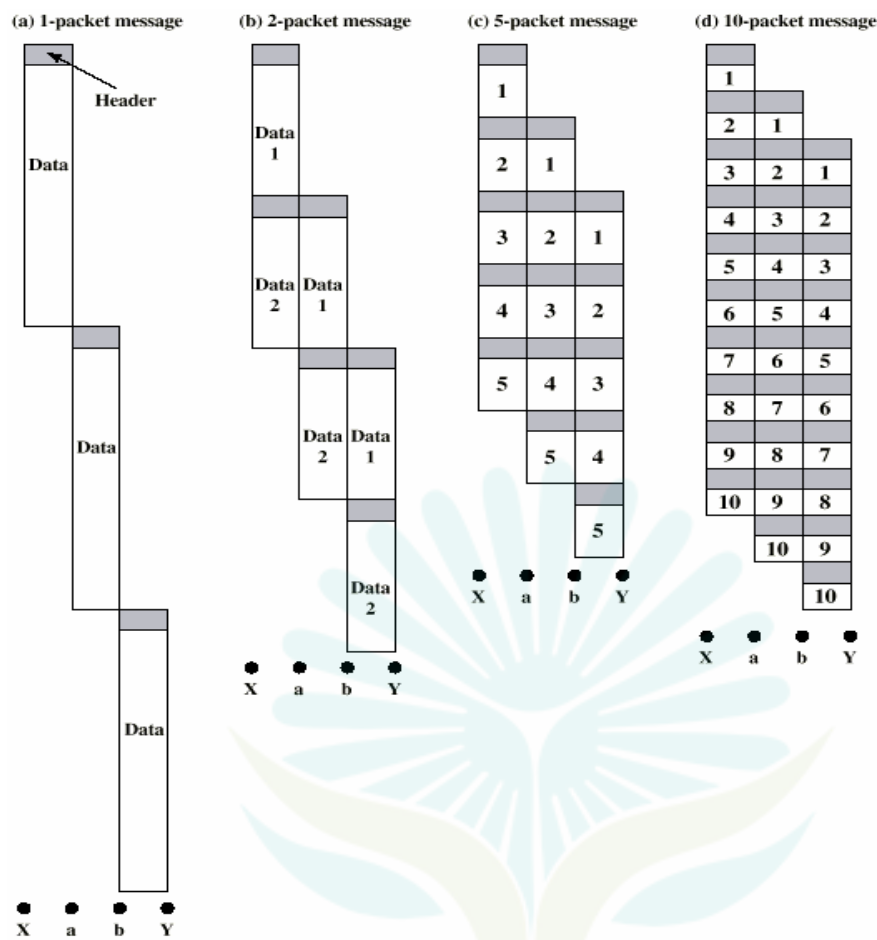 (a) 1-packet message
Header
Data
Data
Data
X a b Y
(b) 2-packet message
Data
1
Data Data
2 1
Data Data
2 1
Data
2
X a b Y
(c) 5-packet message
1
2 1
3 2 1
4 3 2
5 4 3
5 4
5
X a b Y
(d) 10-packet message
1
2 1
3 2 1
4 3 2
5 4 3
6 5 4
7 6 5
8 7 6
9 8 7
10 9 8
10 9
10
X a b Y